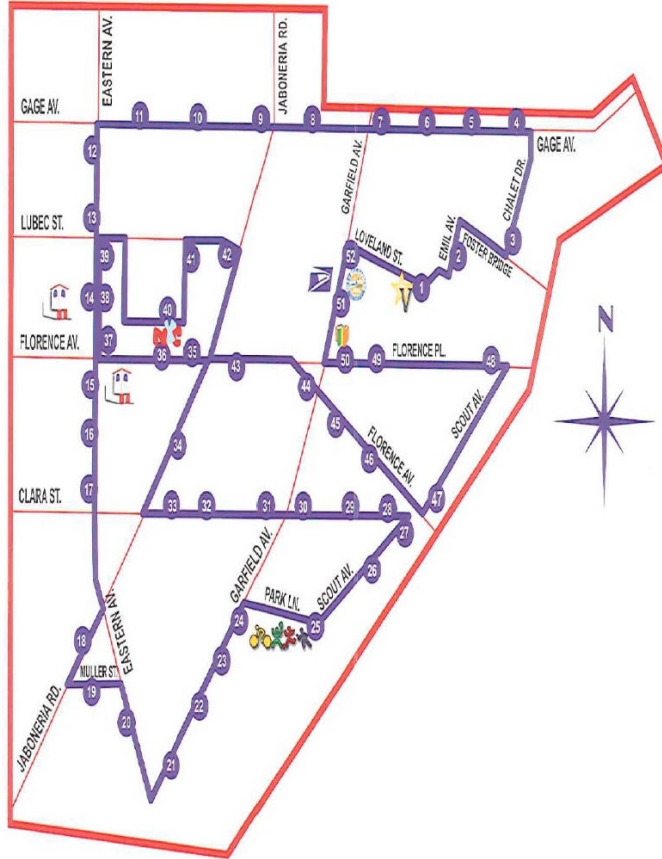 EASTERN AV.
JABONERIA RD.
GAGE AV.
11
10
9
8
7
6
5
4
GAGE AV.
12
GARFIELD AV.
CHALET DR.
13
LUBEC ST.
LOVELAND ST.
EMIL AV.
3
39
41
42
52
2
FOSTER BRIDGE
1
14
38
40
51
N
37
FLORENCE AV.
36
35
43
50
49
FLORENCE PL.
48
15
44
SCOUT AV.
16
34
45
46
FLORENCE AV.
17
47
CLARA ST.
33
32
31
30
29
28
27
GARFIELD AV.
26
SCOUT AV.
PARK LN.
EASTERN AV.
24
25
18
23
MULLER ST.
19
22
JABONERIA RD.
20
21